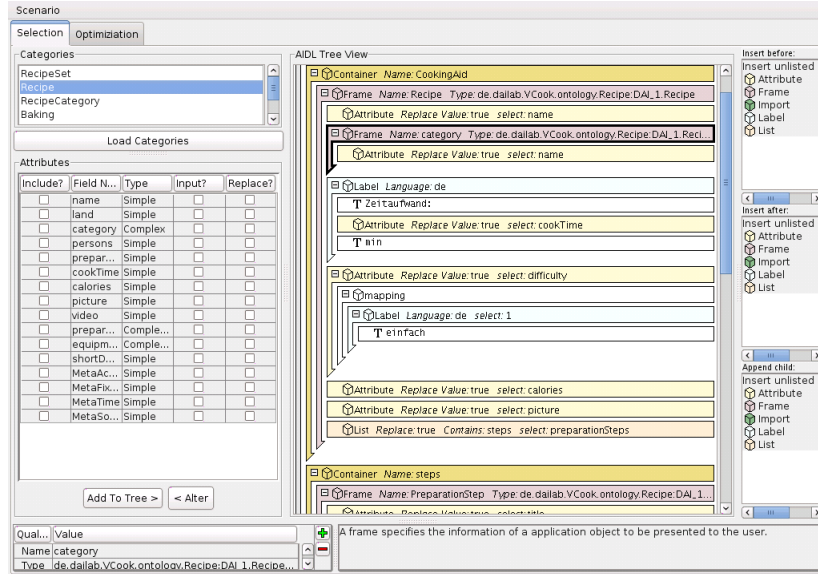 Scenario
Selection
Optimiziation
Categories
RecipeSet
Recipe
RecipeCategory
Baking
Load Categories
Attributes
Include? Field N... Type Input? Replace?
name Simple
land Simple
category Complex
persons Simple
prepar... Simple
cookTime Simple
calories Simple
picture Simple
video Simple
prepar... Comple...
equipm... Comple...
shortD... Simple
MetaAc... Simple
MetaFix... Simple
MetaTime Simple
MetaSo... Simple
Add To Tree >
< Alter
AIDL Tree View
Container Name: CookingAid
Frame Name: Recipe Type: de.dailab.VCook.ontology.Recipe:DAI_1.Recipe
Attribute Replace Value: true select: name
Frame Name: category Type: de.dailab.VCook.ontology.Recipe:DAI_1.Reci...
Attribute Replace Value: true select: name
Label Language: de
T Zeitaufwand:
Attribute Replace Value: true select: cookTime
T min
Attribute Replace Value: true select: difficulty
mapping
Label Language: de select: 1
T einfach
Attribute Replace Value: true select: calories
Attribute Replace Value: true select: picture
List Replace: true Contains: steps select: preparationSteps
Container Name: steps
Frame Name: PreparationStep Type: de.dailab.VCook.ontology.Recipe:DAI_1...
Attribute Replace Value: true select: title
Insert before:
Insert unlisted
Attribute
Frame
Import
Label
List
Insert after:
Insert unlisted
Attribute
Frame
Import
Label
List
Append child:
Insert unlisted
Attribute
Frame
Import
Label
List
Qual... Value
Name category
Type de.dailab.VCook.ontology.Recipe:DAI_1.Recipe...
A frame specifies the information of a application object to be presented to the user.